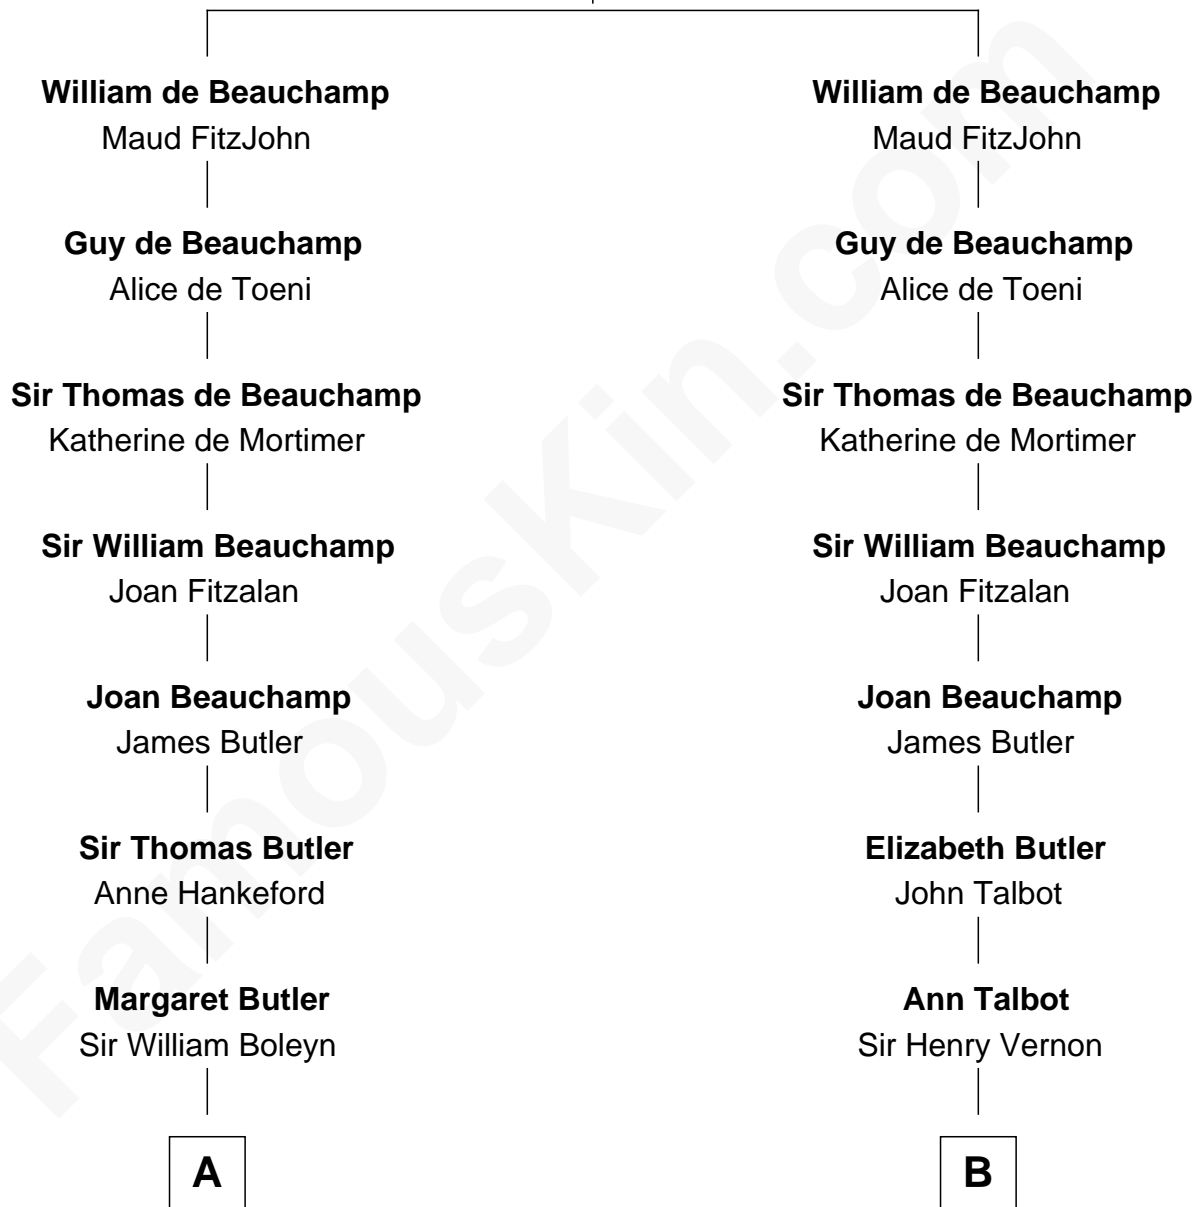 William de Beauchamp
Maud FitzJohn
Guy de Beauchamp
Alice de Toeni
Sir Thomas de Beauchamp
Katherine de Mortimer
Sir William Beauchamp
Joan Fitzalan
Joan Beauchamp
James Butler
Sir Thomas Butler
Anne Hankeford
Margaret Butler
Sir William Boleyn
A
William de Beauchamp
Maud FitzJohn
Guy de Beauchamp
Alice de Toeni
Sir Thomas de Beauchamp
Katherine de Mortimer
Sir William Beauchamp
Joan Fitzalan
Joan Beauchamp
James Butler
Elizabeth Butler
John Talbot
Ann Talbot
Sir Henry Vernon
B
FamousKin.com